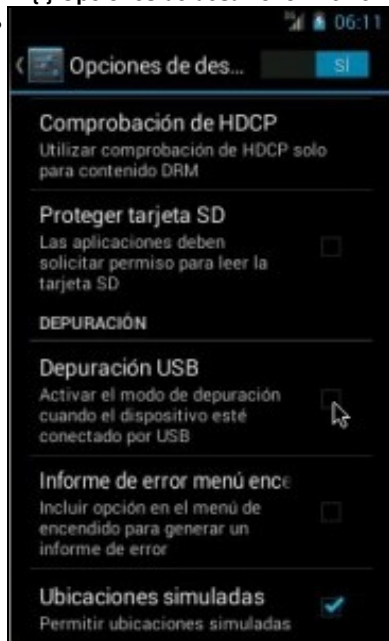 06:11
Opciones de des...
SÍ
Comprobación de HDCP
Utilizar comprobación de HDCP solo
para contenido DRM
Proteger tarjeta SD
Las aplicaciones deben
solicitar permiso para leer la
tarjeta SD
DEPURACIÓN
Depuración USB
Activar el modo de depuración
cuando el dispositivo esté
conectado por USB
Informe de error menú ence
Incluir opción en el menú de
encendido para generar un
informe de error
Ubicaciones simuladas
Permitir ubicaciones simuladas